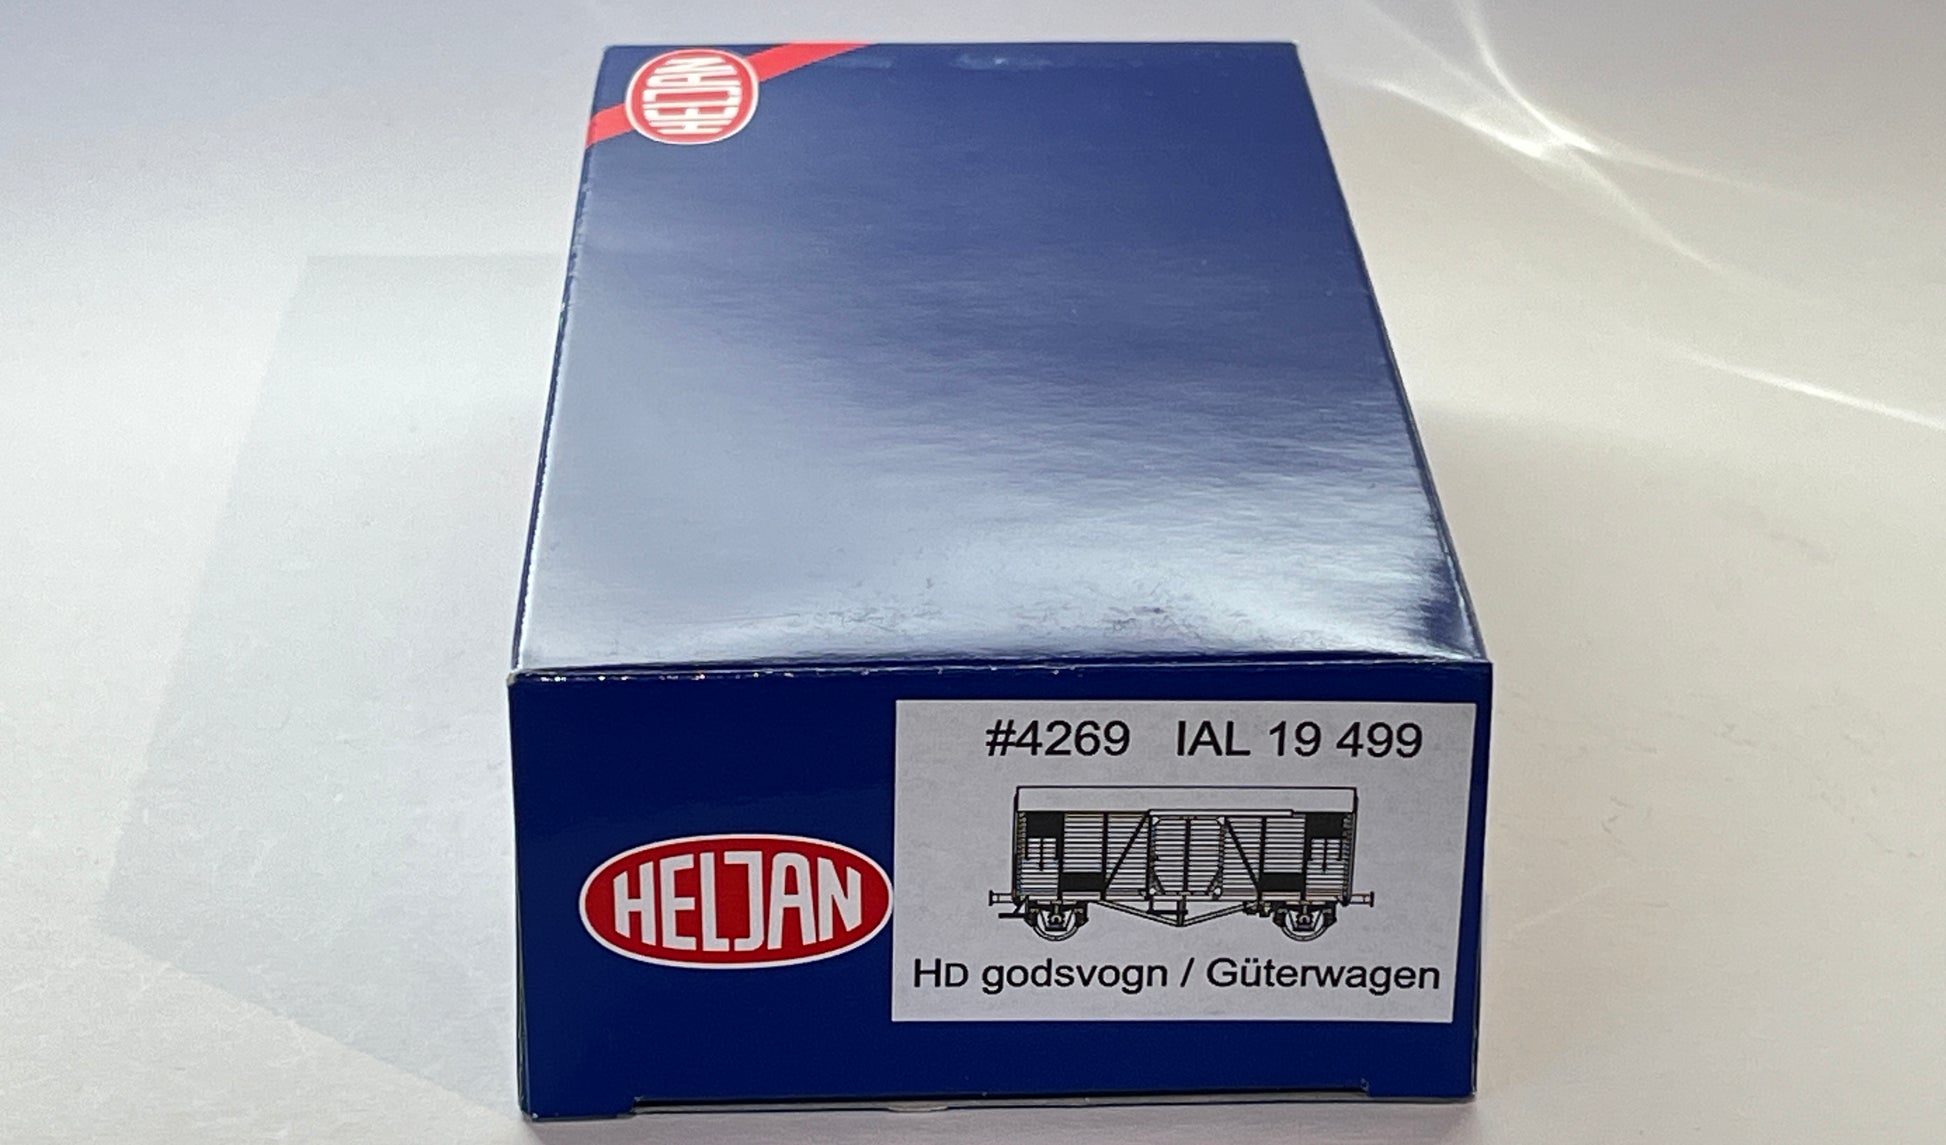 HELJAN
#4269 IAL 19 499
HELJAN
HD godsvogn / Güterwagen